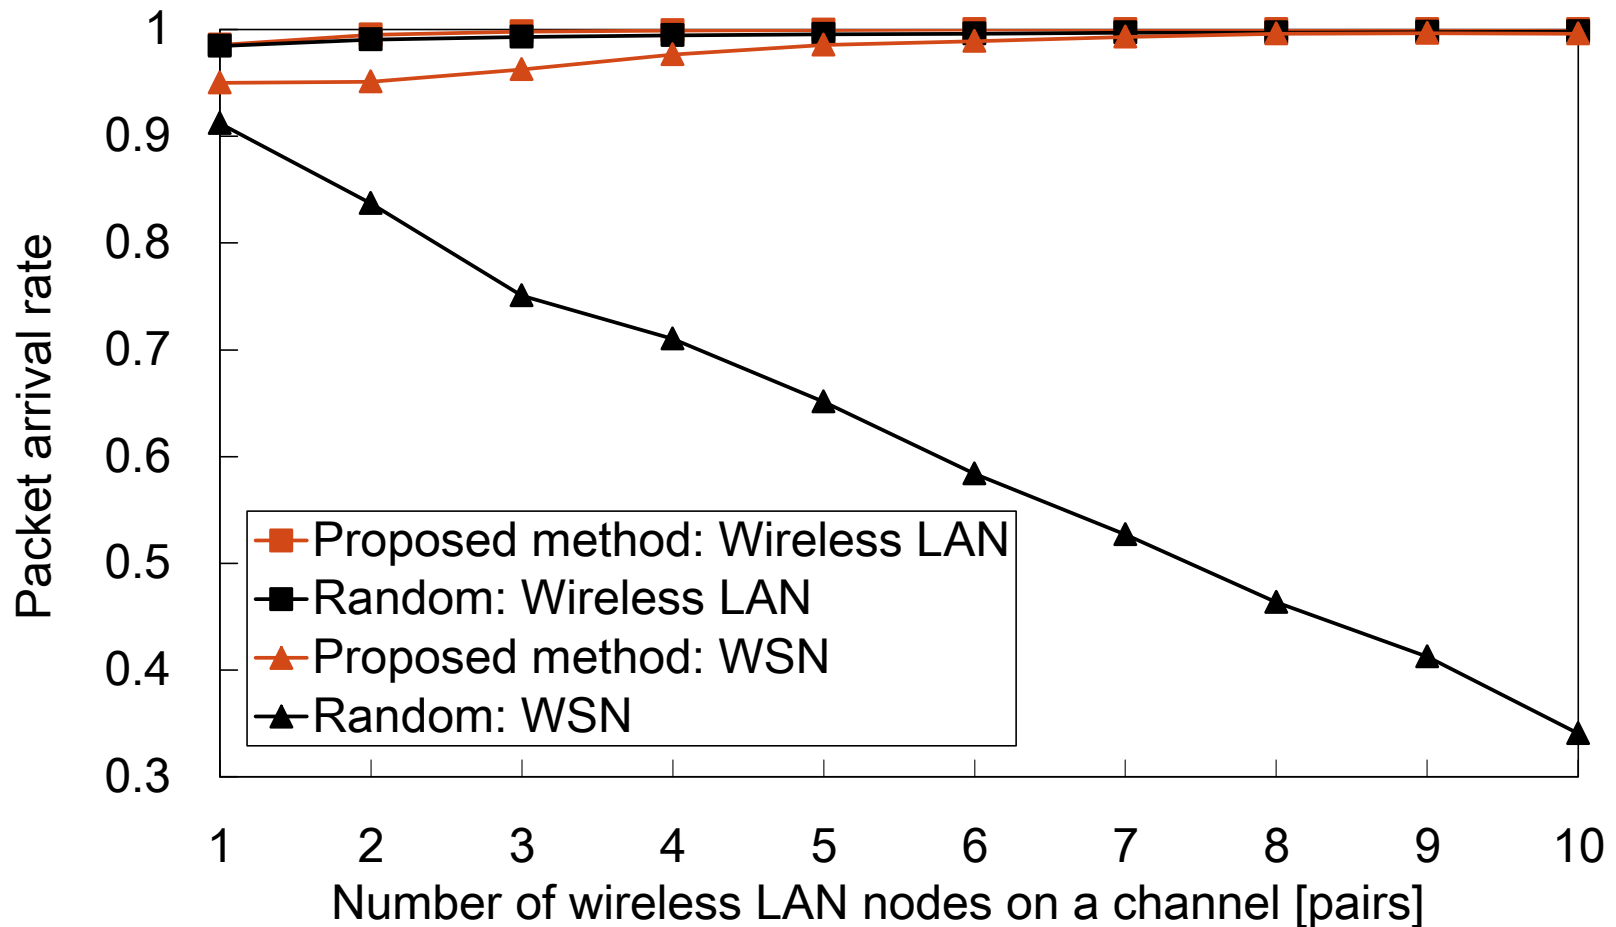 1
0.9
0.8
0.7
0.6
0.5
0.4
0.3
Packet arrival rate
Proposed method: Wireless LAN
Random: Wireless LAN
Proposed method: WSN
Random: WSN
1 2 3 4 5 6 7 8 9 10
Number of wireless LAN nodes on a channel [pairs]